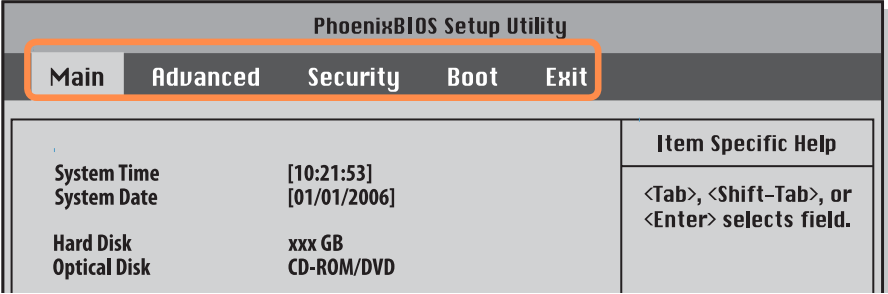 PhoenixBIOS Setup Utility
Main Advanced Security Boot Exit
System Time [10:21:53]
System Date [01/01/2006]
Hard Disk xxx GB
Optical Disk CD-ROM/DVD
Item Specific Help
<Tab>, <Shift-Tab>, or
<Enter> selects field.